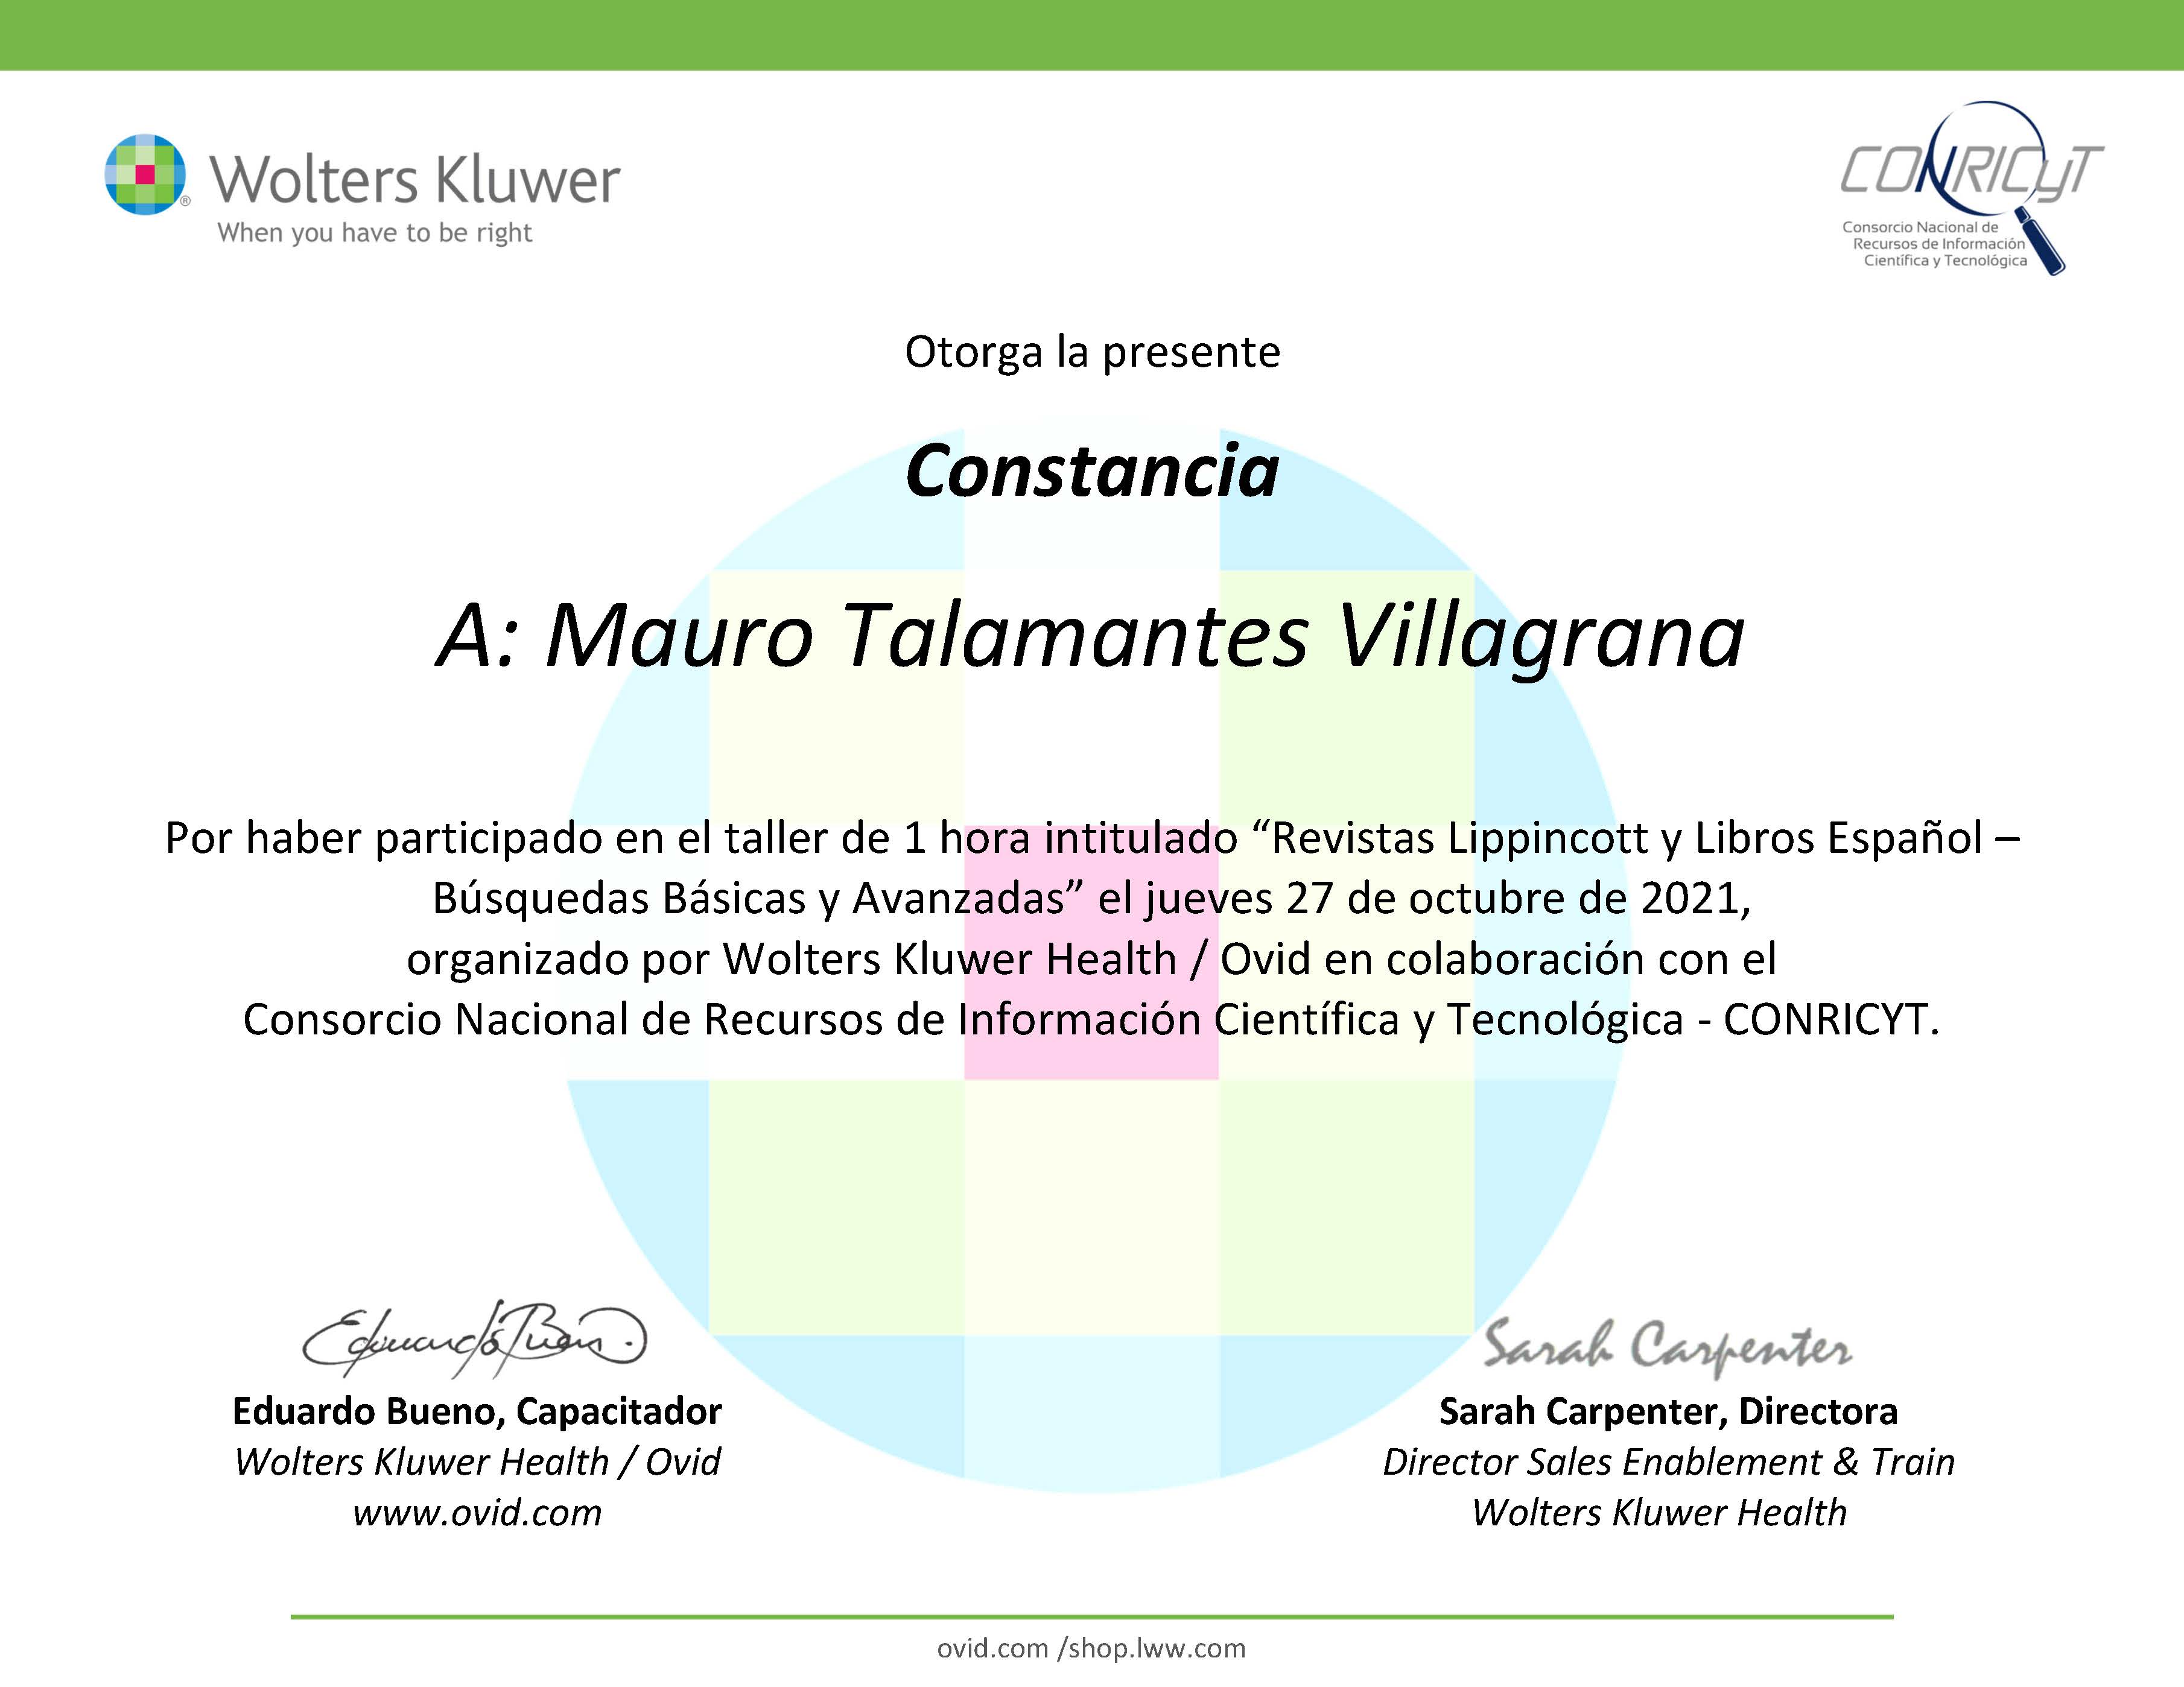 Wolters Kluwer
When you have to be right
CONRICyT
Consorcio Nacional de
Recursos de Información
Científica y Tecnológica
Otorga la presente
Constancia
A: Mauro Talamantes Villagrana
Por haber participado en el taller de 1 hora intitulado “Revistas Lippincott y Libros Español –
Búsquedas Básicas y Avanzadas” el jueves 27 de octubre de 2021,
organizado por Wolters Kluwer Health / Ovid en colaboración con el
Consorcio Nacional de Recursos de Información Científica y Tecnológica - CONRICYT.
Eduardo Bueno.
Eduardo Bueno, Capacitador
Wolters Kluwer Health / Ovid
www.ovid.com
Sarah Carpenter
Sarah Carpenter, Directora
Director Sales Enablement & Train
Wolters Kluwer Health
ovid.com /shop.lww.com